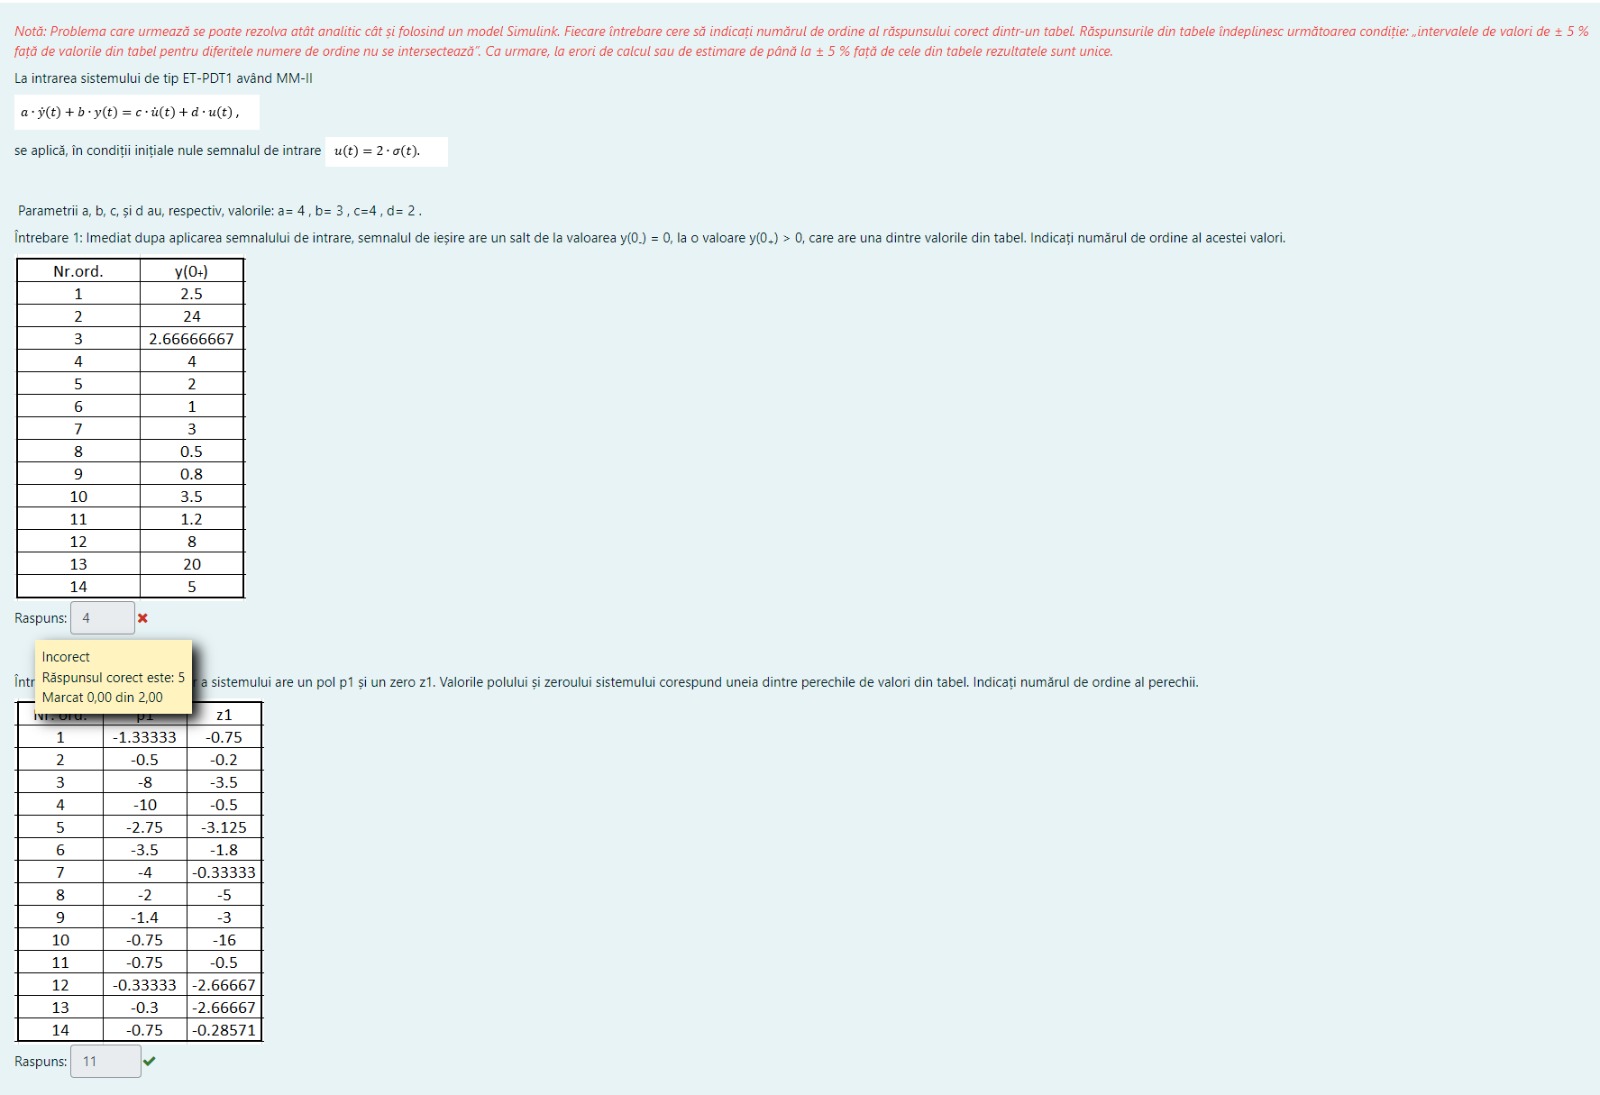 Notă: Problema care urmează se poate rezolva atât analitic cât și folosind un model Simulink. Fiecare întrebare cere să indicați numărul de ordine al răspunsului corect dintr-un tabel. Răspunsurile din tabele îndeplinesc următoarea condiție: „intervalele de valori de ± 5 %
față de valorile din tabel pentru diferitele numere de ordine nu se intersectează”. Ca urmare, la erori de calcul sau de estimare de până la ± 5 % față de cele din tabele rezultatele sunt unice.
La intrarea sistemului de tip ET-PDT1 având MM-II
a · ẏ(t) + b · y(t) = c · u̇(t) + d · u(t) ,
se aplică, în condiții inițiale nule semnalul de intrare u(t) = 2 · σ(t).
Parametrii a, b, c, și d au, respectiv, valorile: a= 4 , b= 3 , c=4 , d= 2 .
Întrebare 1: Imediat dupa aplicarea semnalului de intrare, semnalul de ieșire are un salt de la valoarea y(0-) = 0, la o valoare y(0+) > 0, care are una dintre valorile din tabel. Indicați numărul de ordine al acestei valori.
Nr.ord. y(0+)
1 2.5
2 24
3 2.66666667
4 4
5 2
6 1
7 3
8 0.5
9 0.8
10 3.5
11 1.2
12 8
13 20
14 5
Raspuns: 4
Incorect
Răspunsul corect este: 5
Marcat 0,00 din 2,00
Într a sistemului are un pol p1 și un zero z1. Valorile polului și zeroului sistemului corespund uneia dintre perechile de valori din tabel. Indicați numărul de ordine al perechii.
Nr. ord. p1 z1
1 -1.33333 -0.75
2 -0.5 -0.2
3 -8 -3.5
4 -10 -0.5
5 -2.75 -3.125
6 -3.5 -1.8
7 -4 -0.33333
8 -2 -5
9 -1.4 -3
10 -0.75 -16
11 -0.75 -0.5
12 -0.33333 -2.66667
13 -0.3 -2.66667
14 -0.75 -0.28571
Raspuns: 11